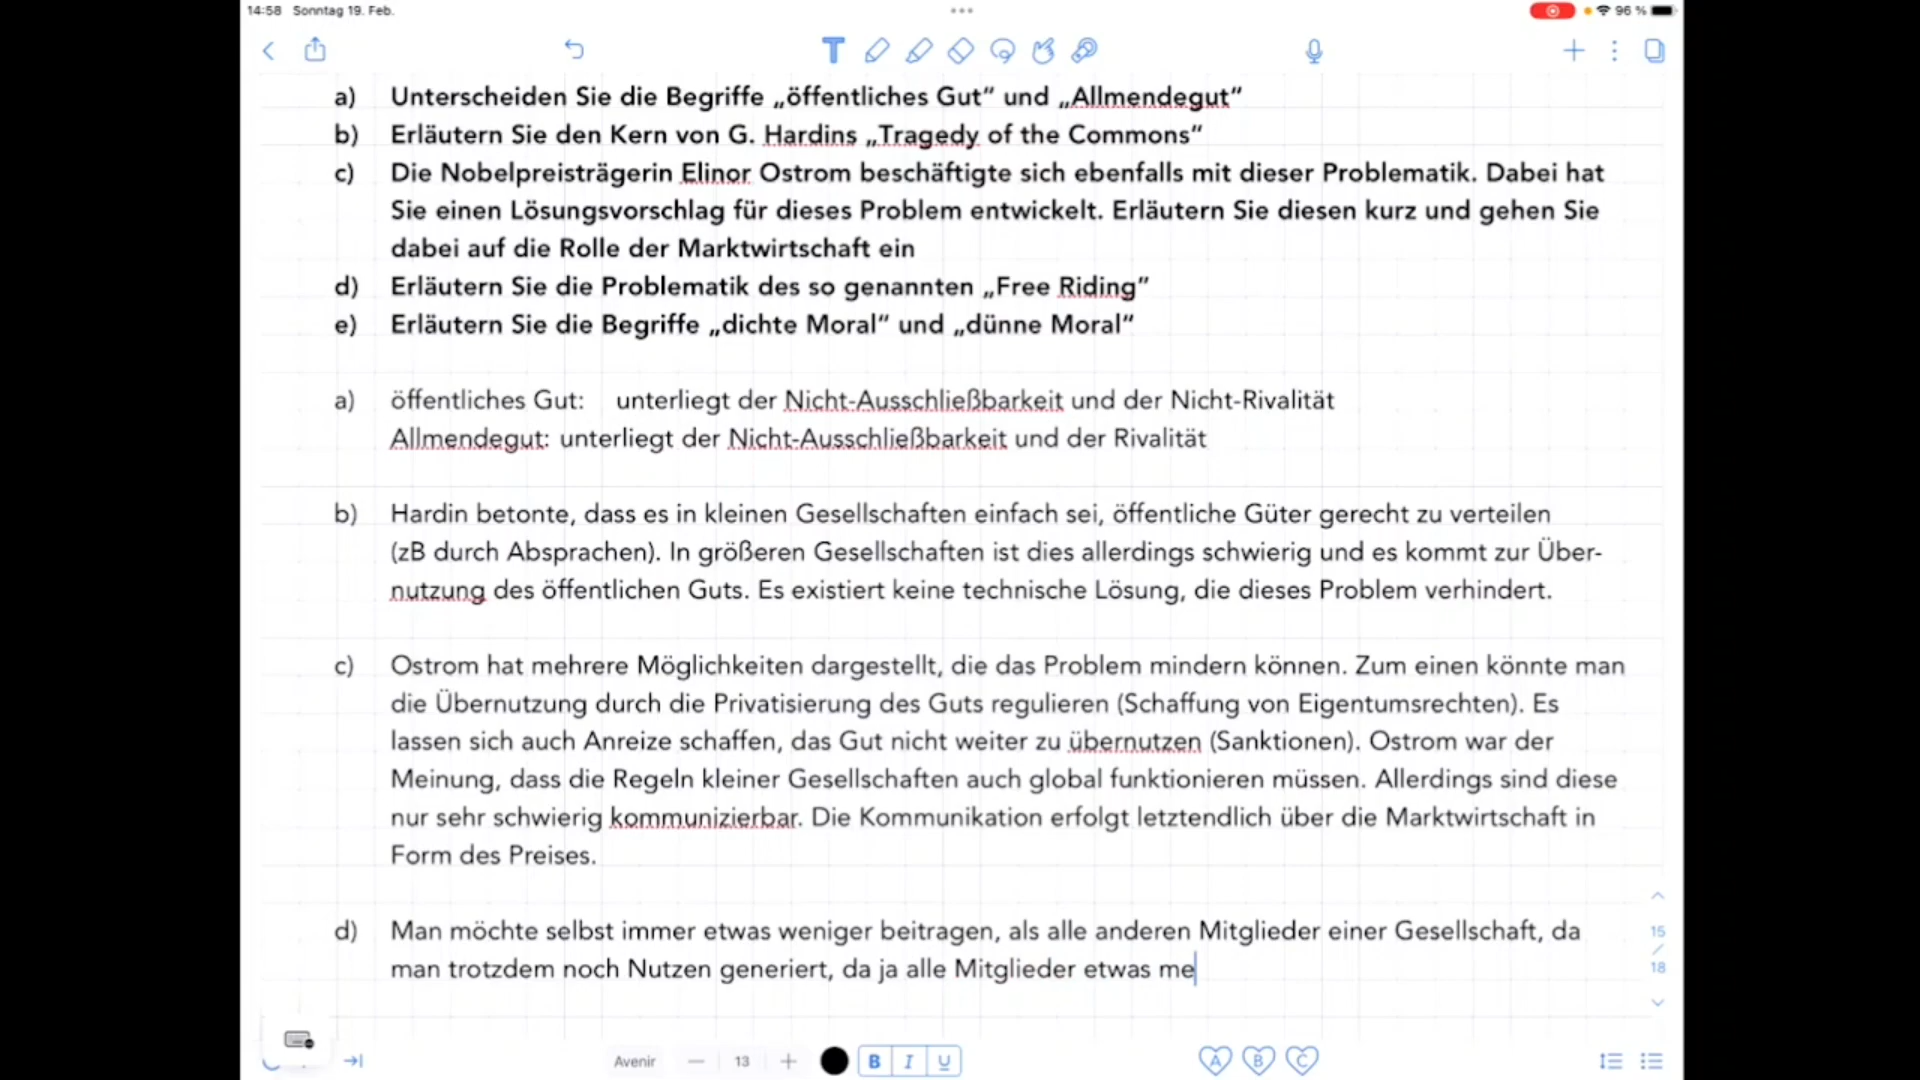 14:58 Sonntag 19. Feb.
96 %
T
a) Unterscheiden Sie die Begriffe „öffentliches Gut“ und „Allmendegut“
b) Erläutern Sie den Kern von G. Hardins „Tragedy of the Commons“
c) Die Nobelpreisträgerin Elinor Ostrom beschäftigte sich ebenfalls mit dieser Problematik. Dabei hat
Sie einen Lösungsvorschlag für dieses Problem entwickelt. Erläutern Sie diesen kurz und gehen Sie
dabei auf die Rolle der Marktwirtschaft ein
d) Erläutern Sie die Problematik des so genannten „Free Riding“
e) Erläutern Sie die Begriffe „dichte Moral“ und „dünne Moral“
a) öffentliches Gut: unterliegt der Nicht-Ausschließbarkeit und der Nicht-Rivalität
Allmendegut: unterliegt der Nicht-Ausschließbarkeit und der Rivalität
b) Hardin betonte, dass es in kleinen Gesellschaften einfach sei, öffentliche Güter gerecht zu verteilen
(zB durch Absprachen). In größeren Gesellschaften ist dies allerdings schwierig und es kommt zur Über-
nutzung des öffentlichen Guts. Es existiert keine technische Lösung, die dieses Problem verhindert.
c) Ostrom hat mehrere Möglichkeiten dargestellt, die das Problem mindern können. Zum einen könnte man
die Übernutzung durch die Privatisierung des Guts regulieren (Schaffung von Eigentumsrechten). Es
lassen sich auch Anreize schaffen, das Gut nicht weiter zu übernutzen (Sanktionen). Ostrom war der
Meinung, dass die Regeln kleiner Gesellschaften auch global funktionieren müssen. Allerdings sind diese
nur sehr schwierig kommunizierbar. Die Kommunikation erfolgt letztendlich über die Marktwirtschaft in
Form des Preises.
d) Man möchte selbst immer etwas weniger beitragen, als alle anderen Mitglieder einer Gesellschaft, da
man trotzdem noch Nutzen generiert, da ja alle Mitglieder etwas me
15
/
18
Avenir — 13 + B I U A B C